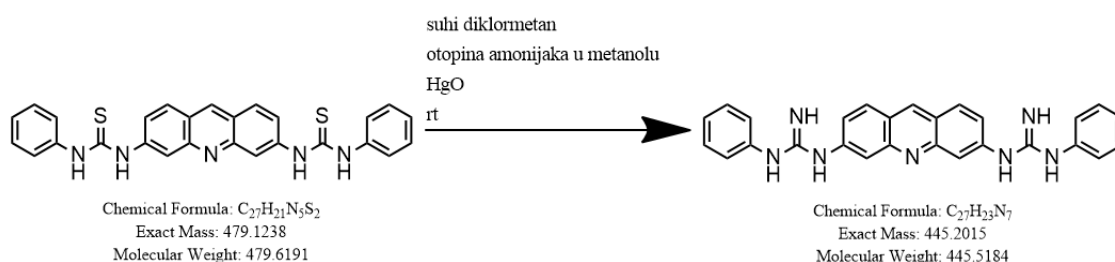 suhi diklormetan
otopina amonijaka u metanolu
HgO
rt
S
S
N
H
N
H
N
N
H
N
H
Chemical Formula: C₂₇H₂₁N₅S₂
Exact Mass: 479.1238
Molecular Weight: 479.6191
NH
NH
N
H
N
H
N
N
H
N
H
Chemical Formula: C₂₇H₂₃N₇
Exact Mass: 445.2015
Molecular Weight: 445.5184